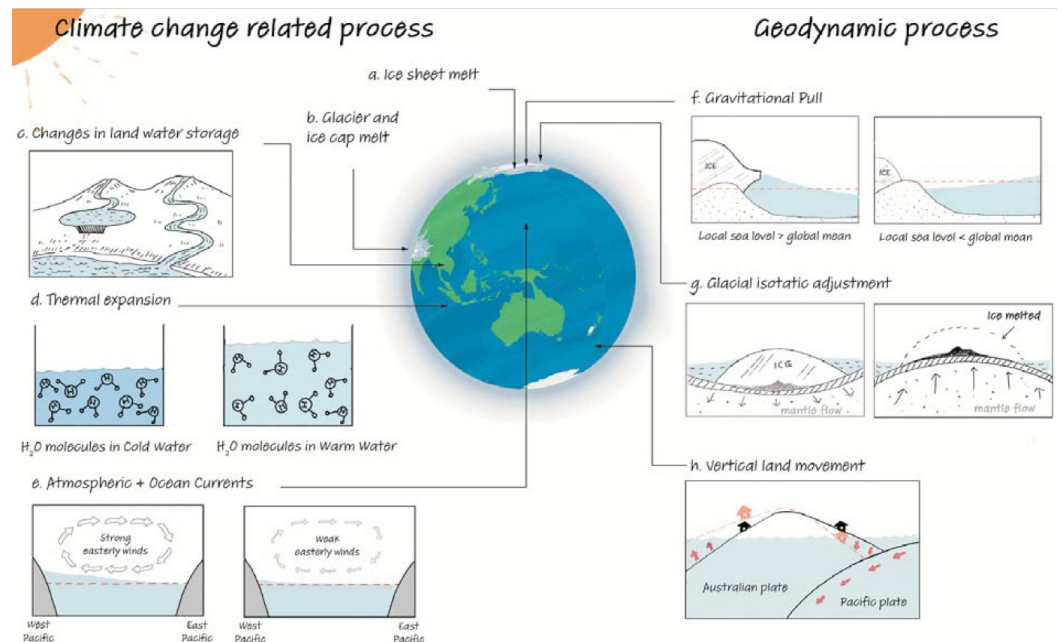 Climate change related process
Geodynamic process
a. Ice sheet melt
b. Glacier and
ice cap melt
c. Changes in land water storage
d. Thermal expansion
H₂O molecules in Cold Water
H₂O molecules in Warm Water
e. Atmospheric + Ocean Currents
Strong
easterly winds
West
Pacific
East
Pacific
Weak
easterly winds
West
Pacific
East
Pacific
f. Gravitational Pull
ICE
Local sea level > global mean
ICE
Local sea level < global mean
g. Glacial isotatic adjustment
ICE
mantle flow
Ice melted
mantle flow
h. Vertical land movement
Australian plate
Pacific plate